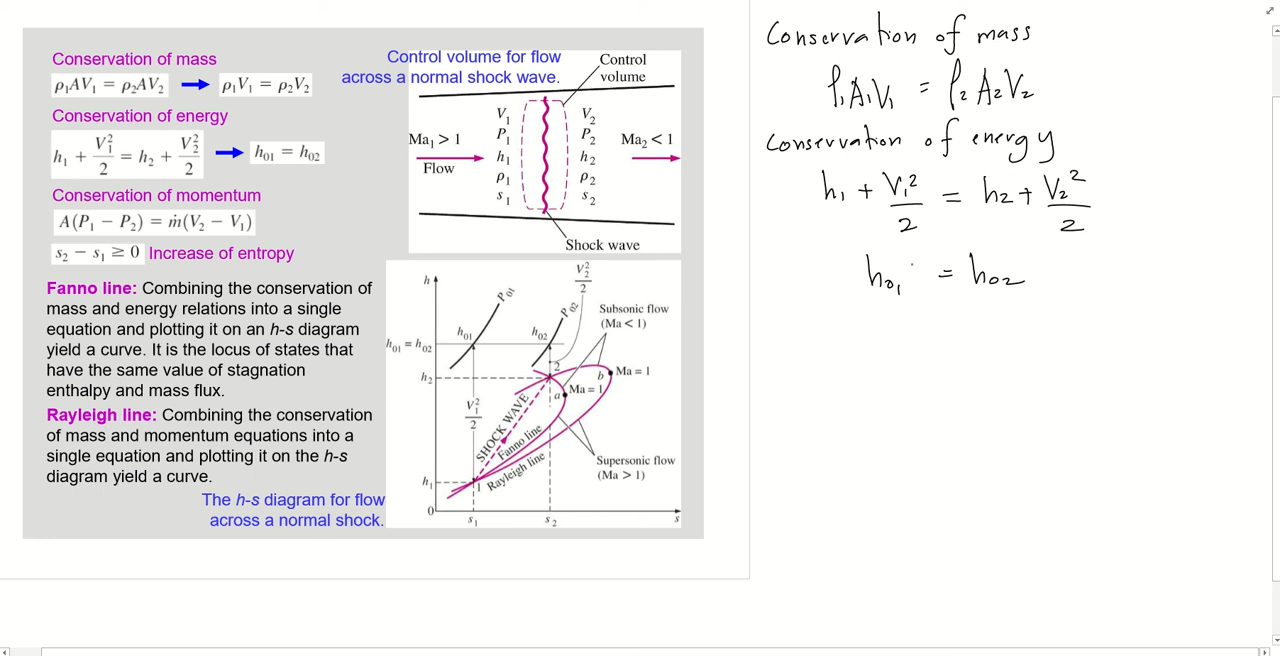 Conservation of mass
ρ₁AV₁ = ρ₂AV₂ → ρ₁V₁ = ρ₂V₂
Conservation of energy
h₁ + V₁²/2 = h₂ + V₂²/2 → h₀₁ = h₀₂
Conservation of momentum
A(P₁ − P₂) = ṁ(V₂ − V₁)
s₂ − s₁ ≥ 0 Increase of entropy
Fanno line: Combining the conservation of
mass and energy relations into a single
equation and plotting it on an h-s diagram
yield a curve. It is the locus of states that
have the same value of stagnation
enthalpy and mass flux.
Rayleigh line: Combining the conservation
of mass and momentum equations into a
single equation and plotting it on the h-s
diagram yield a curve.
The h-s diagram for flow
across a normal shock.
Control volume for flow
across a normal shock wave.
Control
volume
V₁
P₁
h₁
ρ₁
s₁
V₂
P₂
h₂
ρ₂
s₂
Ma₁ > 1
Flow
Ma₂ < 1
Shock wave
h
P₀₁
P₀₂
V₂²/2
Subsonic flow
(Ma < 1)
h₀₁
h₀₂
h₀₁ = h₀₂
h₂
2
b
Ma = 1
a
Ma = 1
V₁²/2
SHOCK WAVE
Fanno line
Rayleigh line
Supersonic flow
(Ma > 1)
h₁
1
0
s₁
s₂
s
Conservation of mass
ρ₁A₁V₁ = ρ₂A₂V₂
Conservation of energy
h₁ + V₁²/2 = h₂ + V₂²/2
h₀₁ = h₀₂